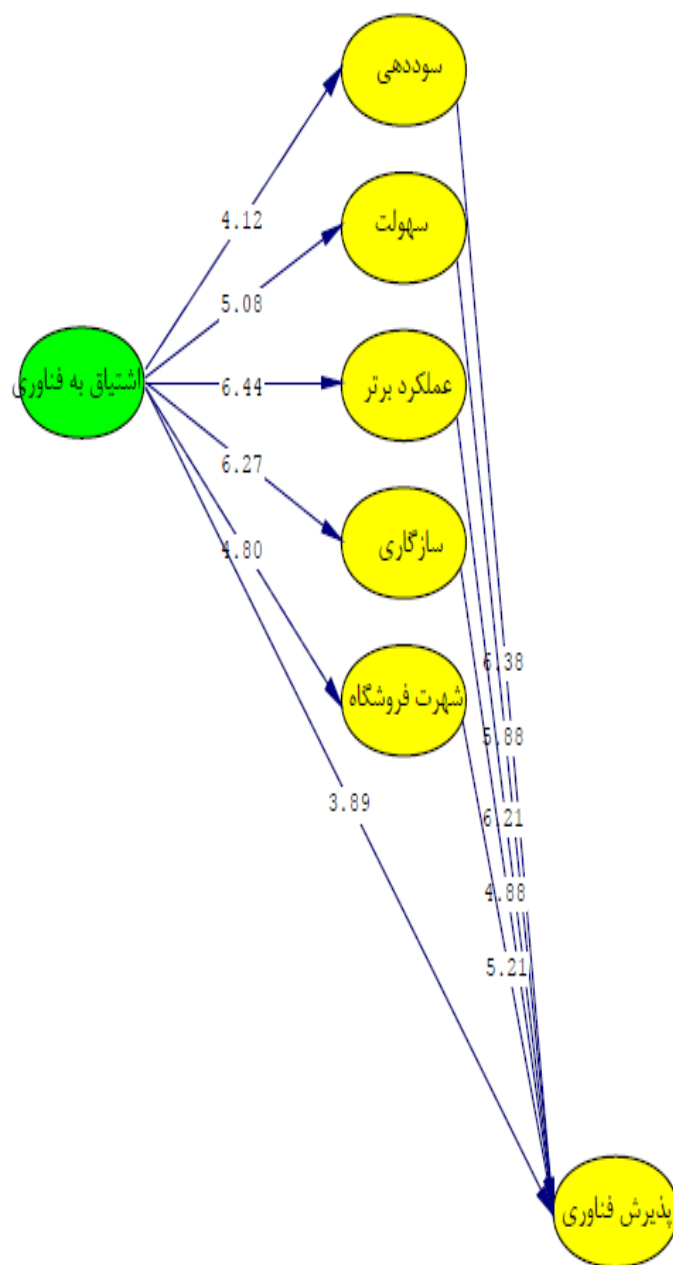 سوددهی
4.12
سهولت
5.08
اشتیاق به فناوری
6.44
عملکرد برتر
6.27
سازگاری
4.80
شهرت فروشگاه
6.38
5.88
3.89
6.21
4.88
5.21
پذیرش فناوری